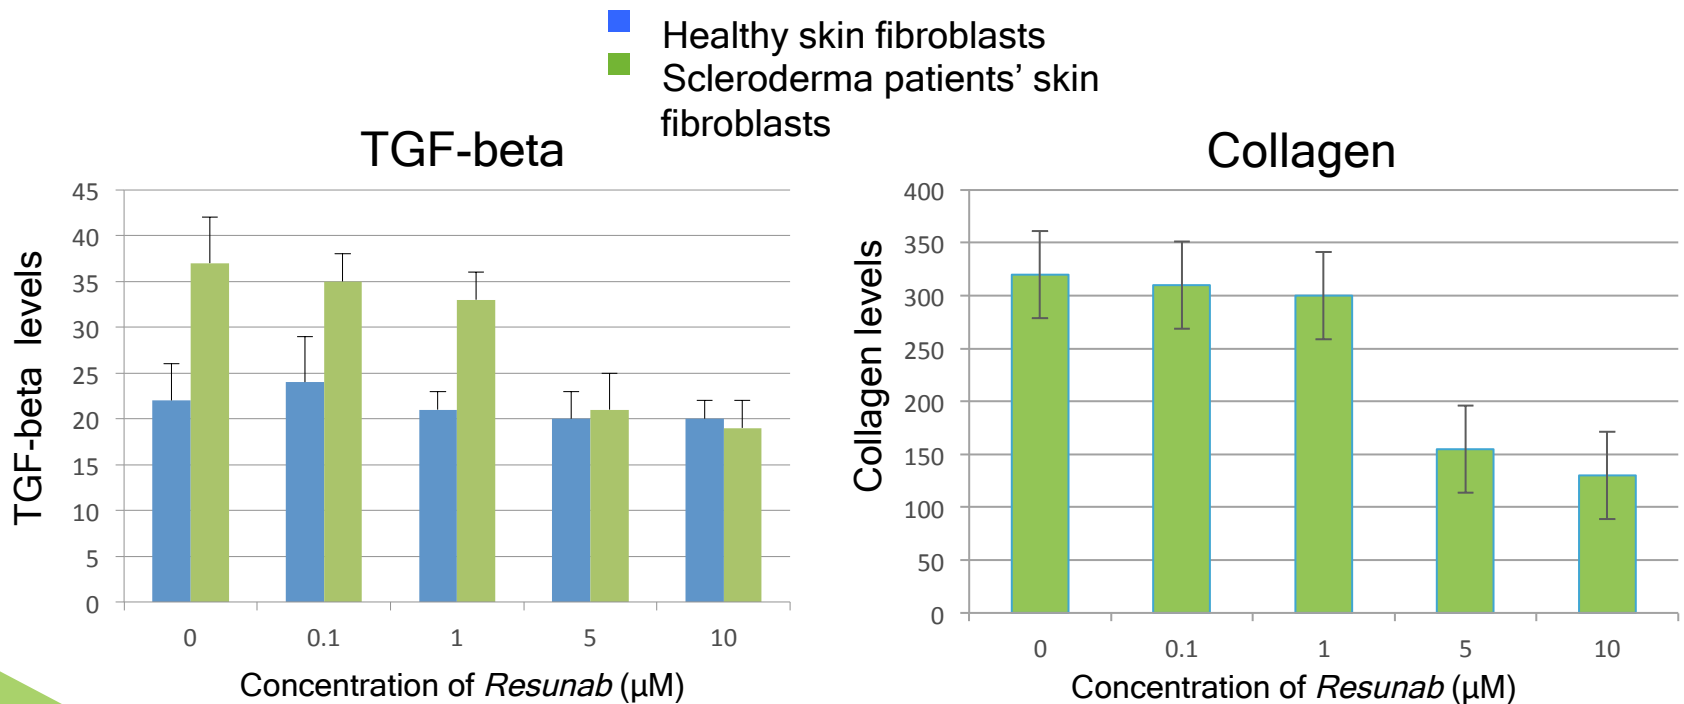 Healthy skin fibroblasts
Scleroderma patients’ skin
fibroblasts
TGF-beta
TGF-beta levels
45
40
35
30
25
20
15
10
5
0
0 0.1 1 5 10
Concentration of Resunab (µM)
Collagen
Collagen levels
400
350
300
250
200
150
100
50
0
0 0.1 1 5 10
Concentration of Resunab (µM)